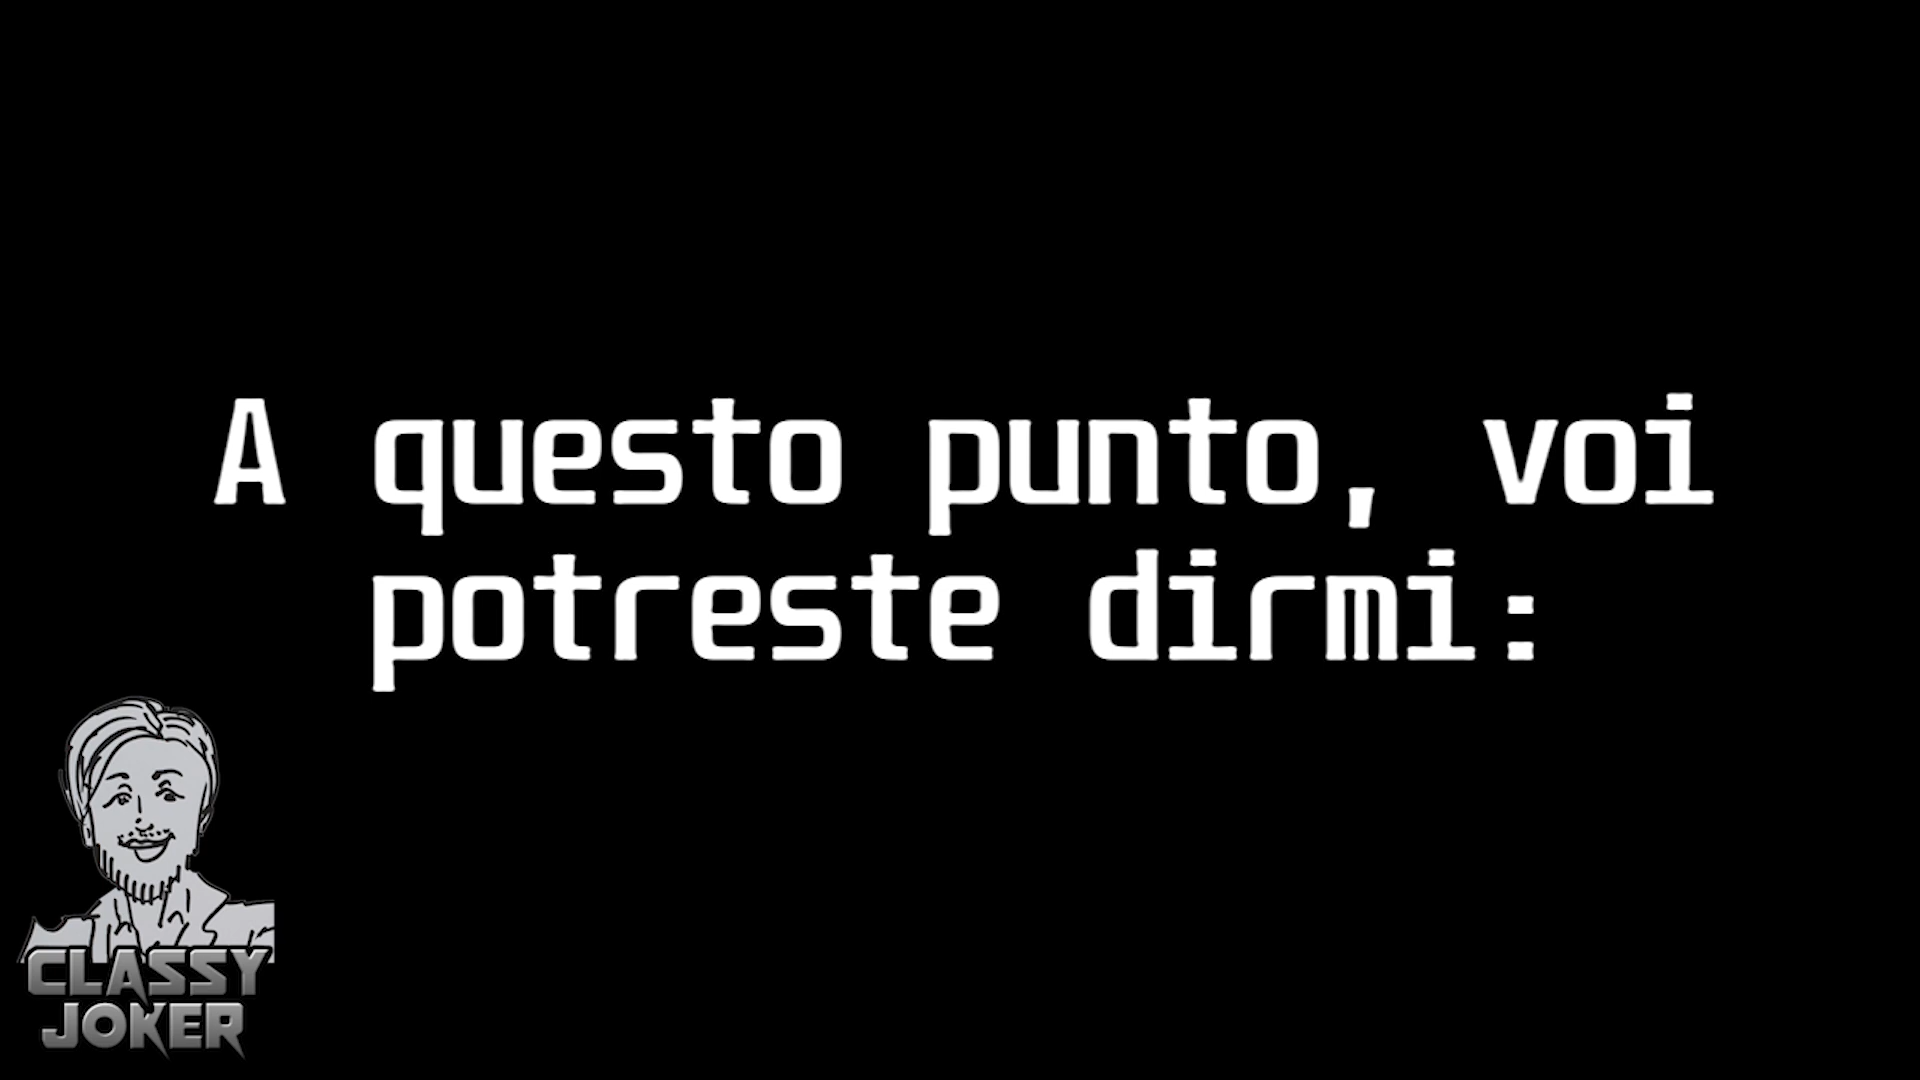 A questo punto, voi
potreste dirmi:
CLASSY
JOKER